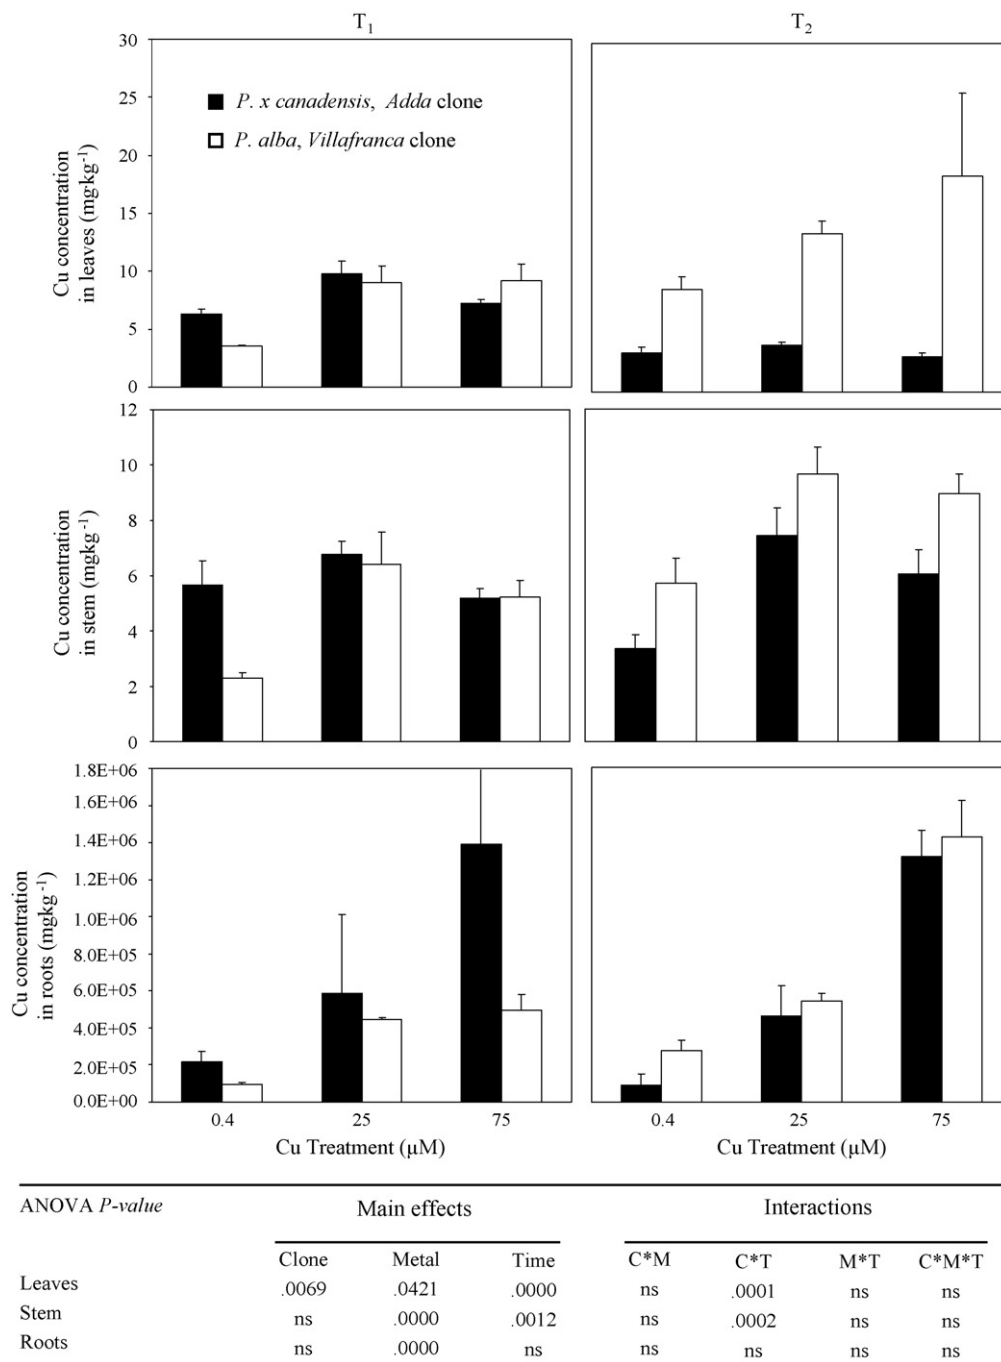 T1 T2
30
25
20
15
10
5
0
Cu concentration
in leaves (mg·kg-1)
P. x canadensis, Adda clone
P. alba, Villafranca clone
12
10
8
6
4
2
0
Cu concentration
in stem (mgkg-1)
1.8E+06
1.6E+06
1.4E+06
1.2E+06
1.0E+06
8.0E+05
6.0E+05
4.0E+05
2.0E+05
0.0E+00
Cu concentration
in roots (mgkg-1)
0.4 25 75 0.4 25 75
Cu Treatment (µM) Cu Treatment (µM)
ANOVA P-value Main effects Interactions
Clone Metal Time C*M C*T M*T C*M*T
Leaves .0069 .0421 .0000 ns .0001 ns ns
Stem ns .0000 .0012 ns .0002 ns ns
Roots ns .0000 ns ns ns ns ns